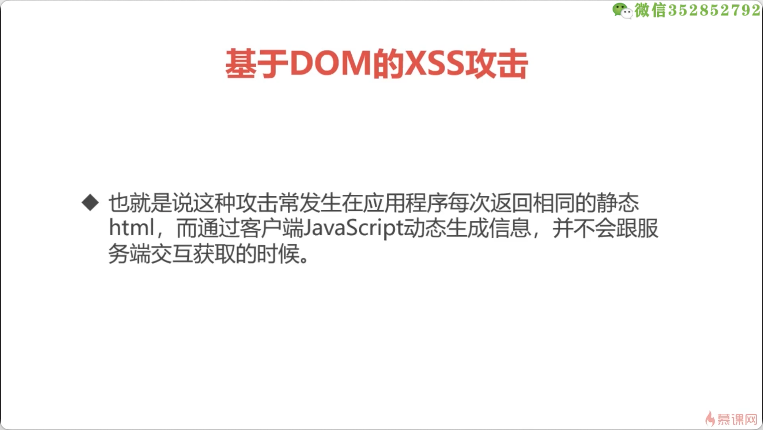 微信352852792
基于DOM的XSS攻击
◆ 也就是说这种攻击常发生在应用程序每次返回相同的静态
html，而通过客户端JavaScript动态生成信息，并不会跟服
务端交互获取的时候。
慕课网